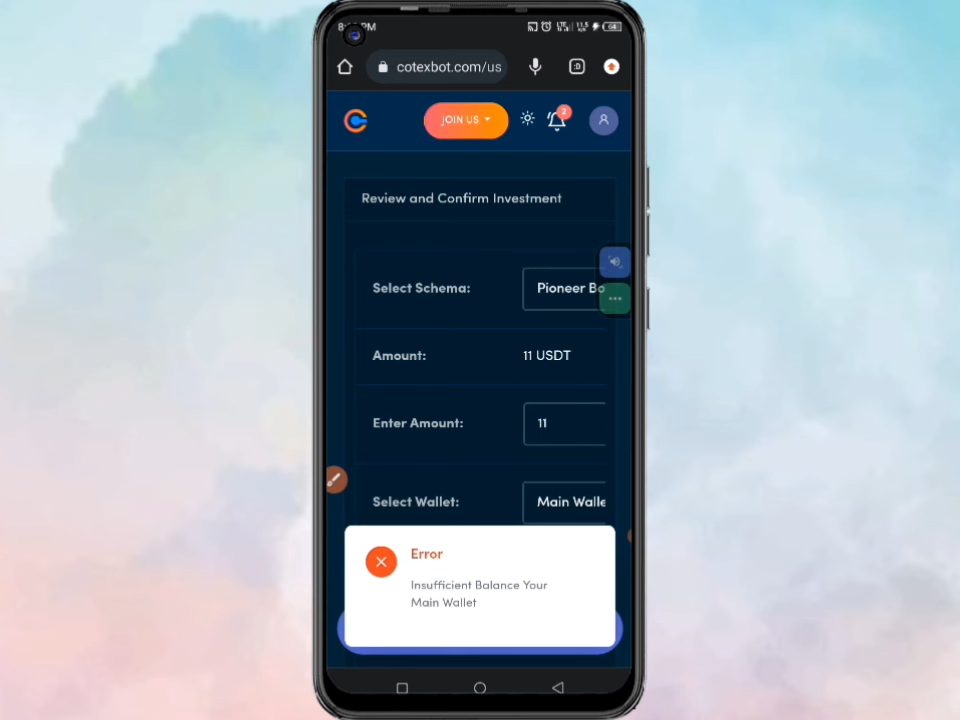 PM
cotexbot.com/us
:D
JOIN US
2
Review and Confirm Investment
Select Schema:
Pioneer Bo
Amount:
11 USDT
Enter Amount:
11
Select Wallet:
Main Walle
Error
Insufficient Balance Your
Main Wallet